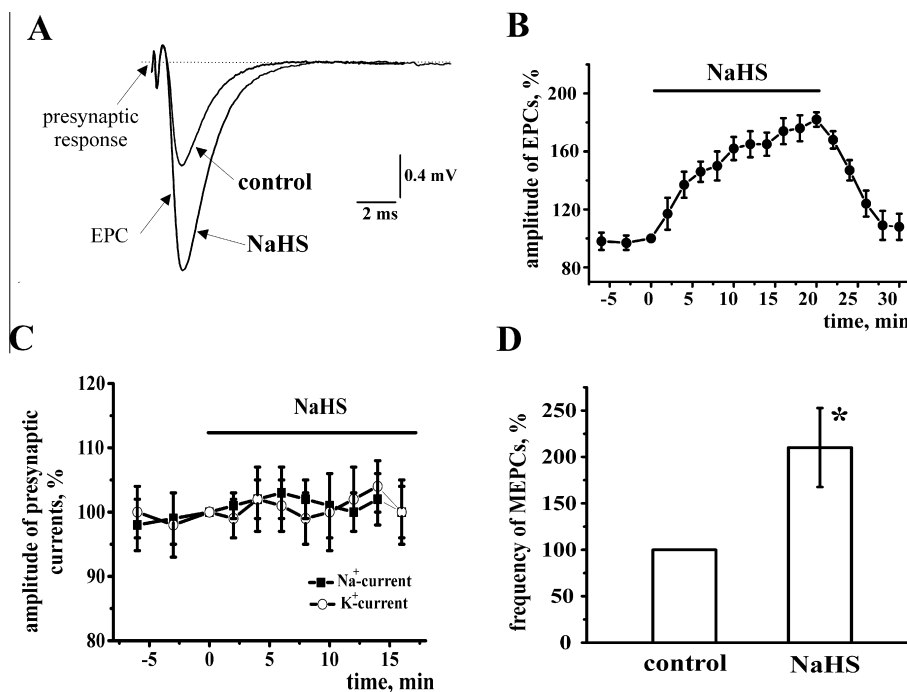 A
presynaptic
response
control
EPC
NaHS
0.4 mV
2 ms
B
NaHS
amplitude of EPCs, %
200
160
120
80
-5 0 5 10 15 20 25 30
time, min
C
NaHS
amplitude of presynaptic
currents, %
120
110
100
90
80
Na+-current
K+-current
-5 0 5 10 15
time, min
D
*
frequency of MEPCs, %
250
200
150
100
50
0
control NaHS